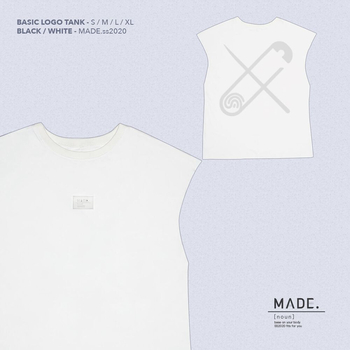 BASIC LOGO TANK - S / M / L / XL
BLACK / WHITE - MADE.ss2020
MADE.
[noun]